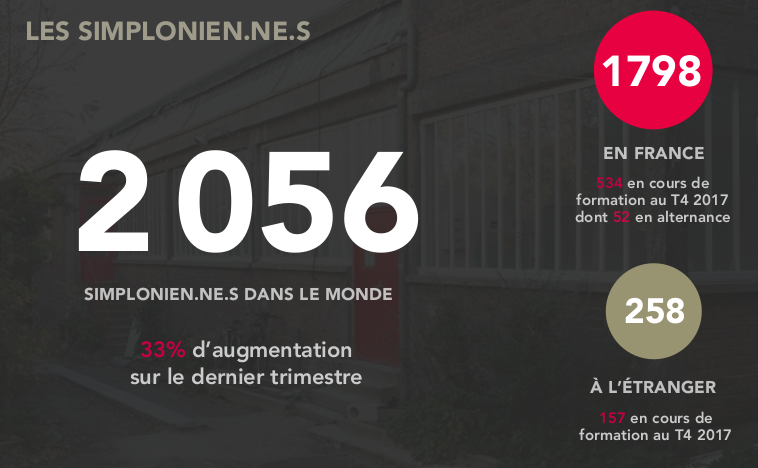 LES SIMPLONIEN.NE.S
2 056
SIMPLONIEN.NE.S DANS LE MONDE
33% d’augmentation
sur le dernier trimestre
1798
EN FRANCE
534 en cours de
formation au T4 2017
dont 52 en alternance
258
À L’ÉTRANGER
157 en cours de
formation au T4 2017